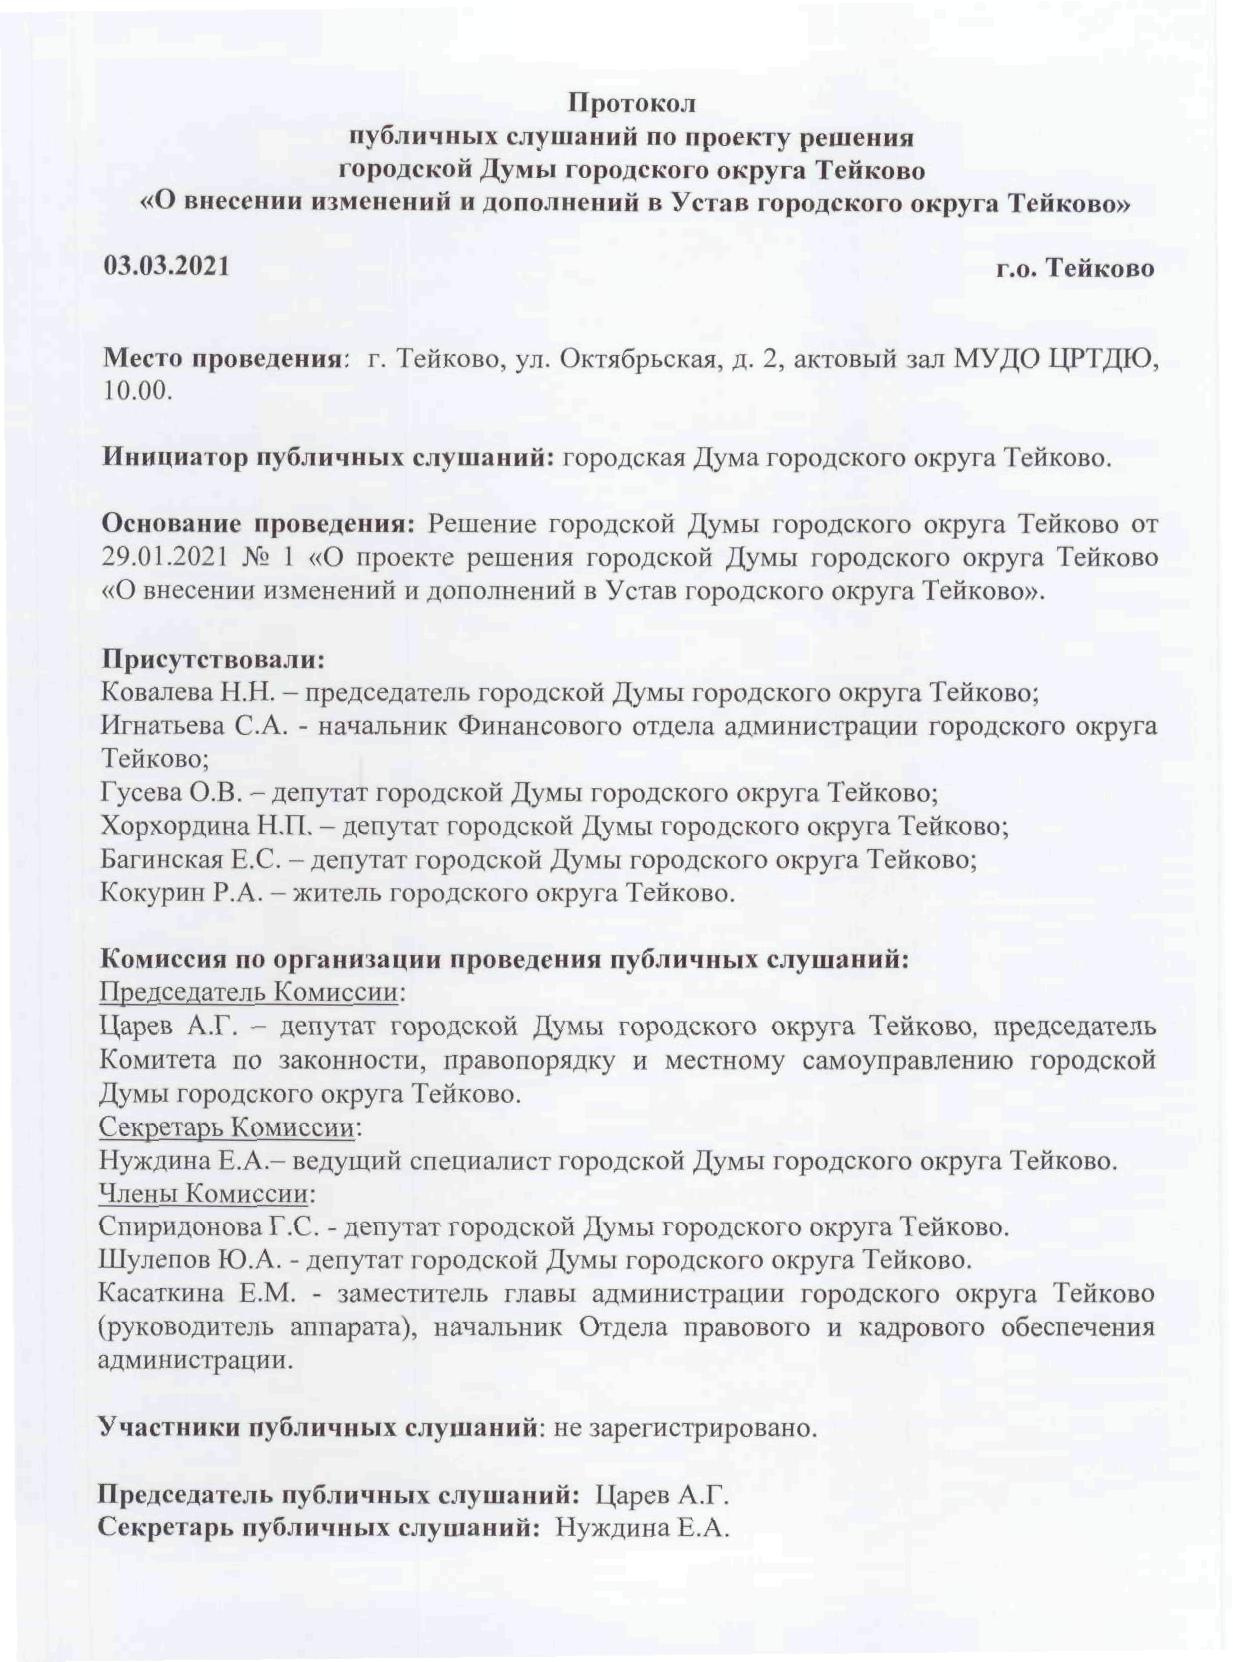 Протокол
публичных слушаний по проекту решения
городской Думы городского округа Тейково
«О внесении изменений и дополнений в Устав городского округа Тейково»
03.03.2021 г.о. Тейково
Место проведения: г. Тейково, ул. Октябрьская, д. 2, актовый зал МУДО ЦРТДЮ,
10.00.
Инициатор публичных слушаний: городская Дума городского округа Тейково.
Основание проведения: Решение городской Думы городского округа Тейково от
29.01.2021 № 1 «О проекте решения городской Думы городского округа Тейково
«О внесении изменений и дополнений в Устав городского округа Тейково».
Присутствовали:
Ковалева Н.Н. – председатель городской Думы городского округа Тейково;
Игнатьева С.А. - начальник Финансового отдела администрации городского округа
Тейково;
Гусева О.В. – депутат городской Думы городского округа Тейково;
Хорхордина Н.П. – депутат городской Думы городского округа Тейково;
Багинская Е.С. – депутат городской Думы городского округа Тейково;
Кокурин Р.А. – житель городского округа Тейково.
Комиссия по организации проведения публичных слушаний:
Председатель Комиссии:
Царев А.Г. – депутат городской Думы городского округа Тейково, председатель
Комитета по законности, правопорядку и местному самоуправлению городской
Думы городского округа Тейково.
Секретарь Комиссии:
Нуждина Е.А.– ведущий специалист городской Думы городского округа Тейково.
Члены Комиссии:
Спиридонова Г.С. - депутат городской Думы городского округа Тейково.
Шулепов Ю.А. - депутат городской Думы городского округа Тейково.
Касаткина Е.М. - заместитель главы администрации городского округа Тейково
(руководитель аппарата), начальник Отдела правового и кадрового обеспечения
администрации.
Участники публичных слушаний: не зарегистрировано.
Председатель публичных слушаний: Царев А.Г.
Секретарь публичных слушаний: Нуждина Е.А.